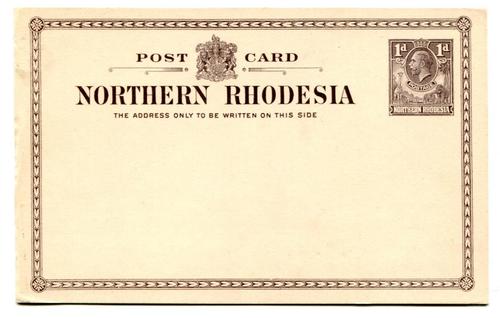 POST CARD
NORTHERN RHODESIA
THE ADDRESS ONLY TO BE WRITTEN ON THIS SIDE
1d 1d
POSTAGE
NORTHERN RHODESIA